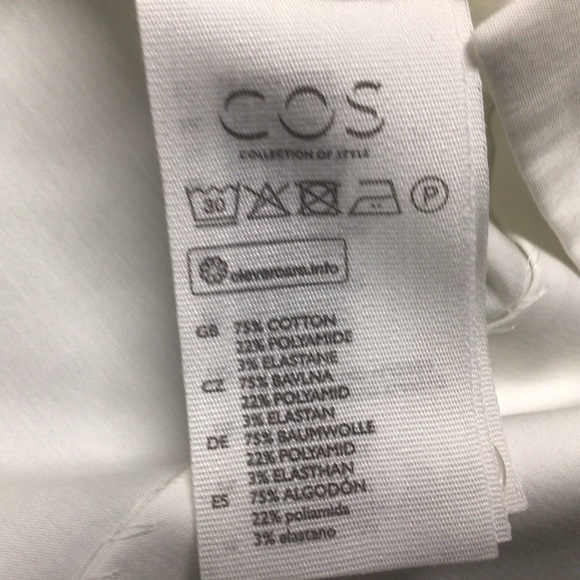 COS
COLLECTION OF STYLE
30 P
clevercare.info
GB 75% COTTON
22% POLYAMIDE
3% ELASTANE
CZ 75% BAVLNA
22% POLYAMID
3% ELASTAN
DE 75% BAUMWOLLE
22% POLYAMID
3% ELASTHAN
ES 75% ALGODÓN
22% poliamida
3% elastano